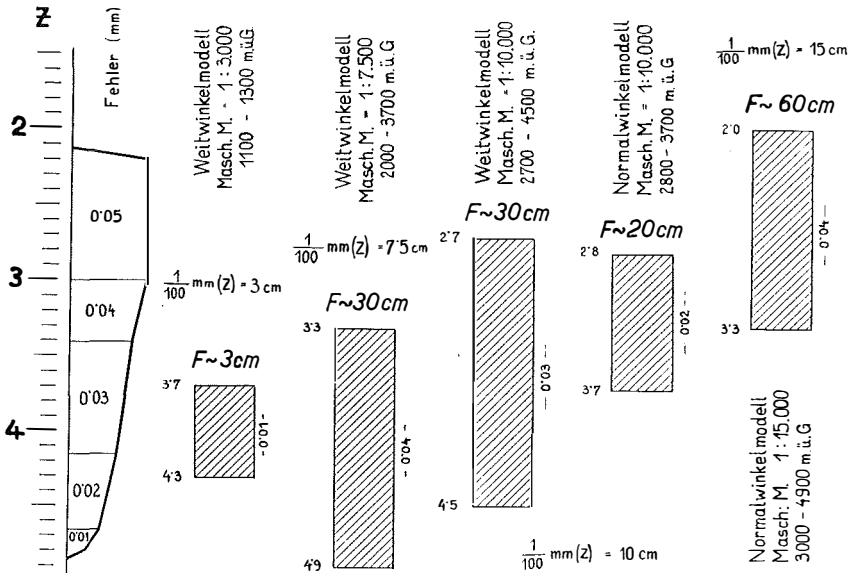 Z
Fehler (mm)
2
3
4
0·05
0·04
0·03
0·02
0·01
Weitwinkelmodell
Masch. M. = 1:3.000
1100 - 1300 m.ü.G
1/100 mm(Z) = 3 cm
F~3cm
3·7
4·3
-0·01-
Weitwinkelmodell
Masch. M. = 1:7.500
2000 - 3700 m.ü.G
1/100 mm(Z) = 7·5 cm
F~30cm
3·3
4·9
- 0·04 -
Weitwinkelmodell
Masch. M. = 1:10.000
2700 - 4500 m.ü.G.
F~30cm
2·7
4·5
- 0·03 -
Normalwinkelmodell
Masch. M. = 1:10.000
2800 - 3700 m.ü.G
F~20cm
2·8
3·7
- 0·02 -
1/100 mm(Z) = 10 cm
1/100 mm(Z) = 15 cm
F~ 60cm
2·0
3·3
- 0·04 -
Normalwinkelmodell
Masch: M. 1:15.000
3000 - 4900 m.ü.G